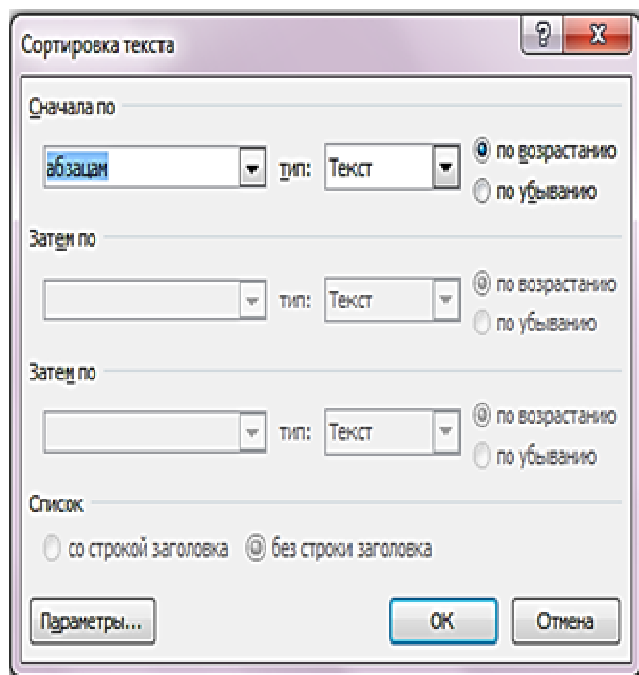 Сортировка текста
Сначала по
абзацам тип: Текст по возрастанию
по убыванию
Затем по
тип: Текст по возрастанию
по убыванию
Затем по
тип: Текст по возрастанию
по убыванию
Список
со строкой заголовка без строки заголовка
Параметры... ОК Отмена